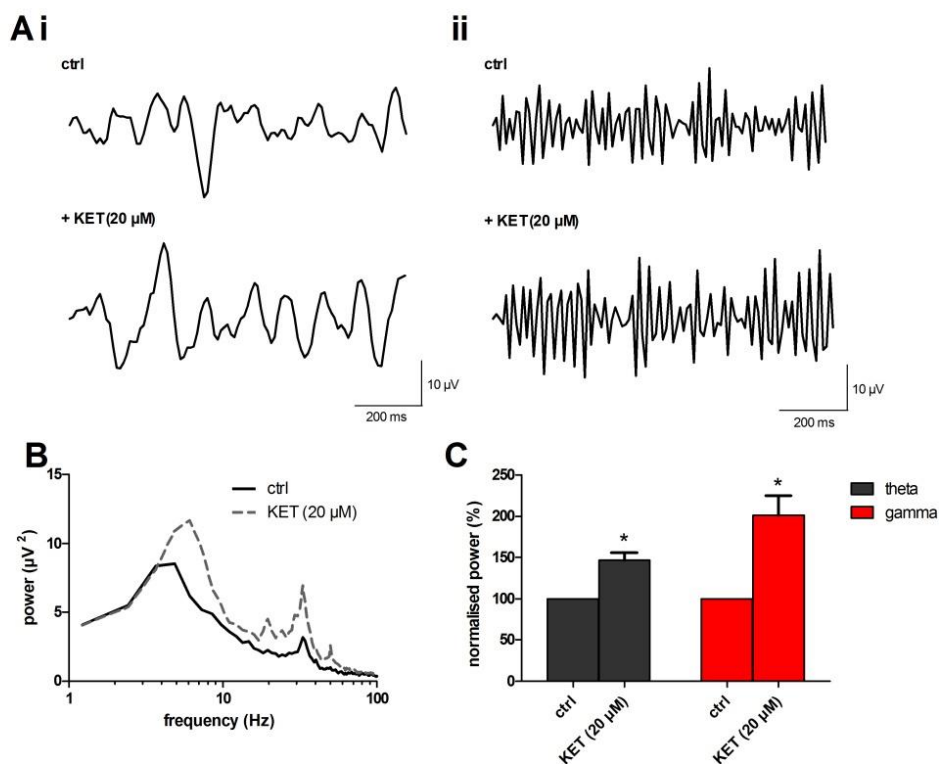 A i
ii
ctrl
ctrl
+ KET(20 µM)
+ KET(20 µM)
10 µV
200 ms
10 µV
200 ms
B
15
10
5
0
power (µV²)
1
10
100
frequency (Hz)
ctrl
KET (20 µM)
C
250
200
150
100
50
0
normalised power (%)
*
*
ctrl
KET (20 µM)
ctrl
KET (20 µM)
theta
gamma